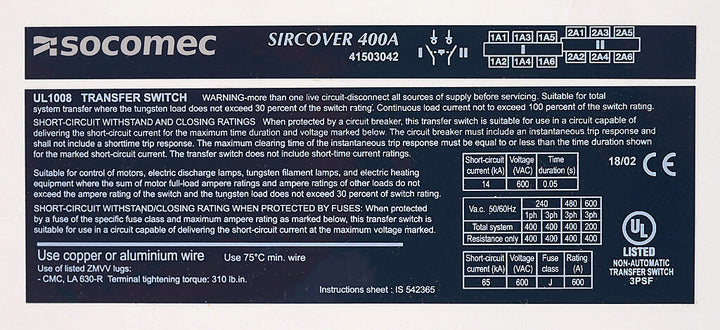 socomec
SIRCOVER 400A
41503042
I II
1A1 1A3 1A5
I
1A2 1A4 1A6
2A1 2A3 2A5
II
2A2 2A4 2A6
UL1008 TRANSFER SWITCH WARNING-more than one live circuit-disconnect all sources of supply before servicing. Suitable for total
system transfer where the tungsten load does not exceed 30 percent of the switch rating. Continuous load current not to exceed 100 percent of the switch rating.
SHORT-CIRCUIT WITHSTAND AND CLOSING RATINGS When protected by a circuit breaker, this transfer switch is suitable for use in a circuit capable of
delivering the short-circuit current for the maximum time duration and voltage marked below. The circuit breaker must include an instantaneous trip response and
shall not include a shorttime trip response. The maximum clearing time of the instantaneous trip response must be equal to or less than the time duration shown
for the marked short-circuit current. The transfer switch does not include short-time current ratings.
Suitable for control of motors, electric discharge lamps, tungsten filament lamps, and electric heating
equipment where the sum of motor full-load ampere ratings and ampere ratings of other loads do not
exceed the ampere rating of the switch and the tungsten load does not exceed 30 percent of switch rating.
SHORT-CIRCUIT WITHSTAND/CLOSING RATING WHEN PROTECTED BY FUSES: When protected
by a fuse of the specific fuse class and maximum ampere rating as marked below, this transfer switch is
suitable for use in a circuit capable of delivering the short-circuit current at the maximum voltage marked.
Use copper or aluminium wire Use 75°C min. wire
Use of listed ZMVV lugs:
- CMC, LA 630-R Terminal tightening torque: 310 lb.in.
Instructions sheet : IS 542365
Short-circuit current (kA) Voltage (VAC) Time duration (s)
14 600 0.05
18/02 CE
Va.c. 50/60Hz 240 480 600
1ph 3ph 3ph 3ph
Total system 400 400 400 200
Resistance only 400 400 400 400
Short-circuit current (kA) Voltage (VAC) Fuse class Rating (A)
65 600 J 600
UL
LISTED
NON-AUTOMATIC
TRANSFER SWITCH
3PSF